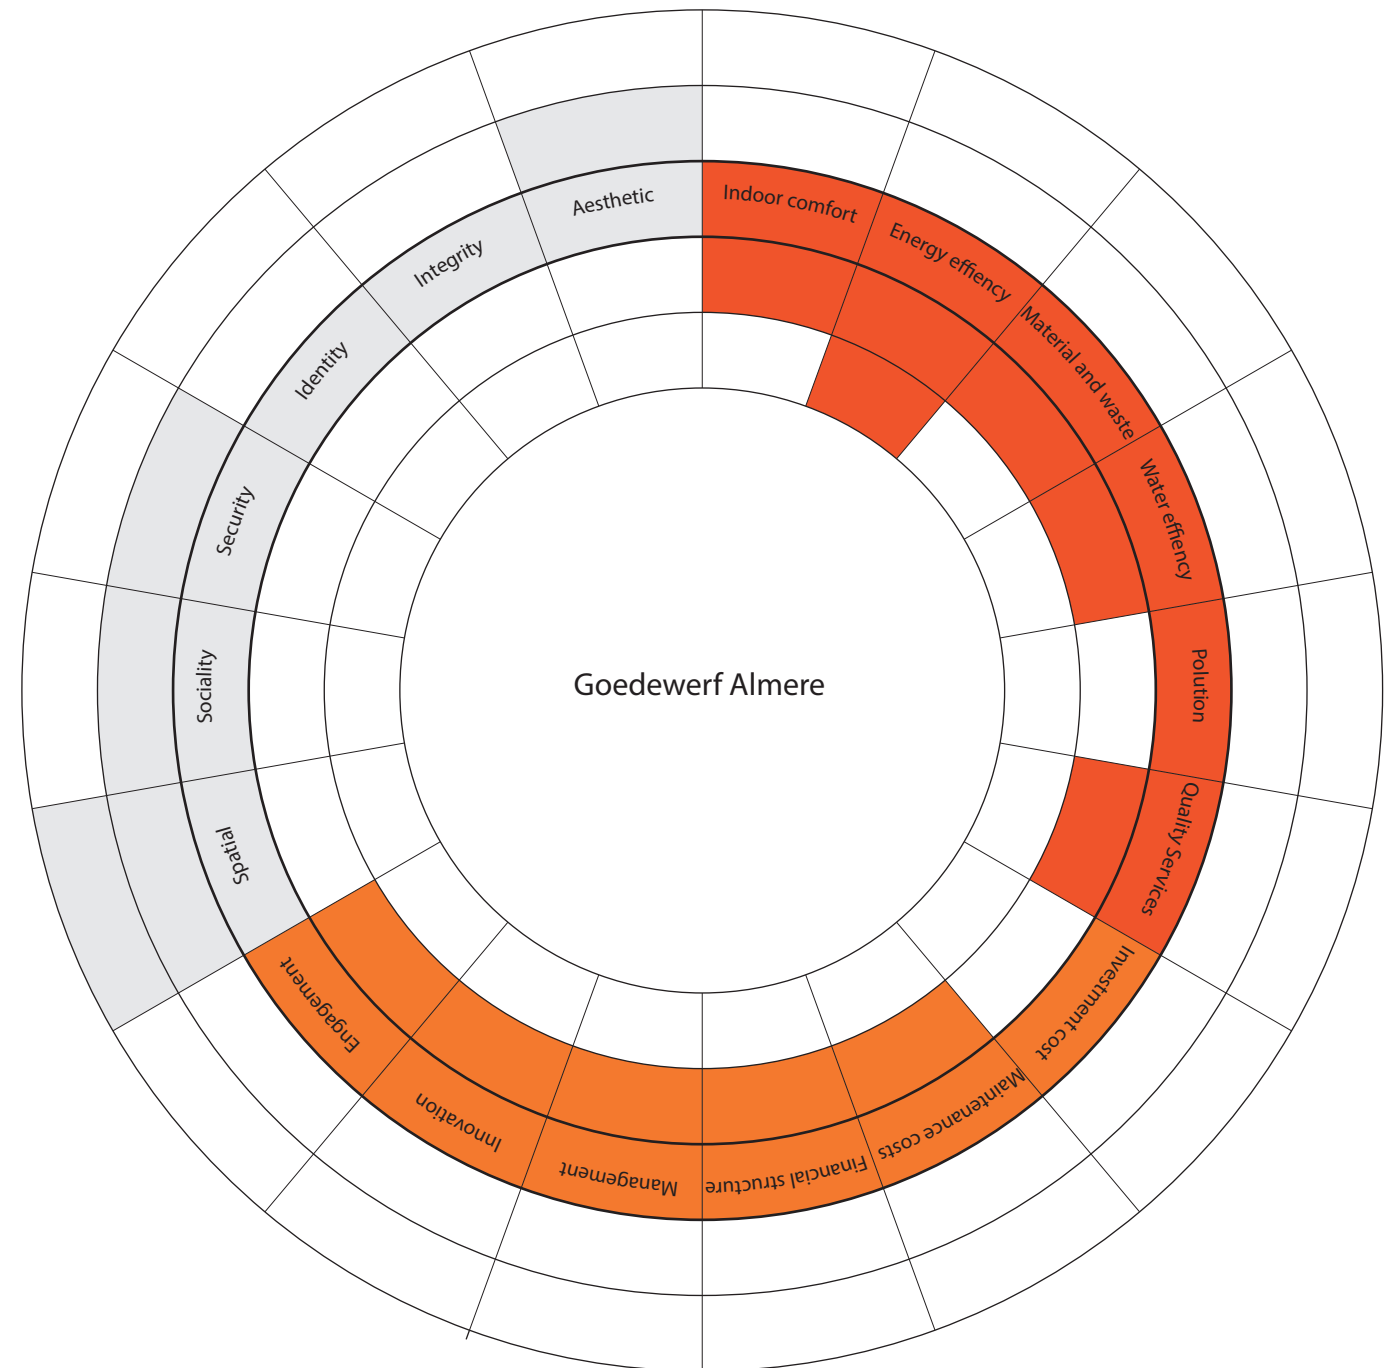 Aesthetic
Indoor comfort
Energy effiency
Material and waste
Water effiency
Polution
Quality Services
Investment cost
Maintenance costs
Financial structure
Management
Innovation
Engagement
Spatial
Sociality
Security
Identity
Integrity
Goedewerf Almere